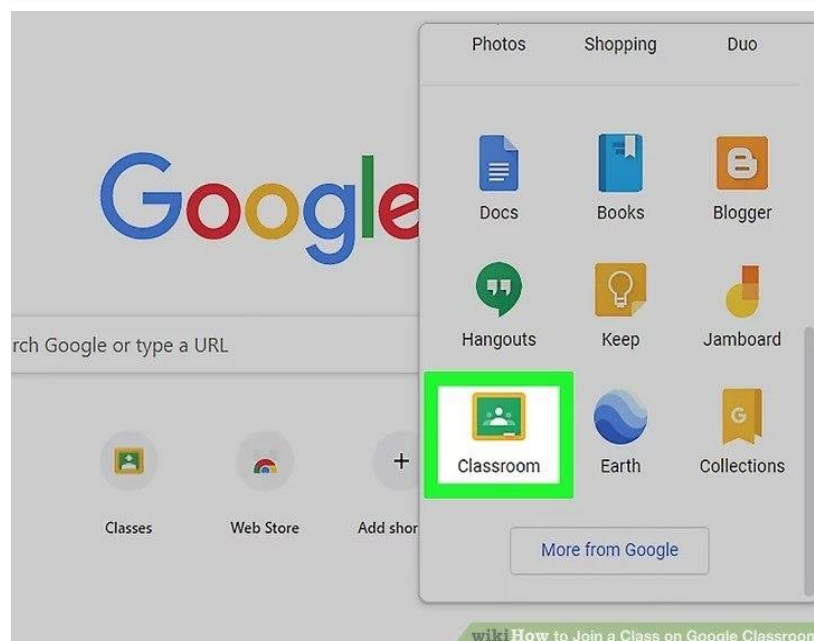 Photos Shopping Duo
Google
Docs Books Blogger
Hangouts Keep Jamboard
rch Google or type a URL
G
Classroom Earth Collections
Classes Web Store Add shor
More from Google
wikiHow to Join a Class on Google Classroom